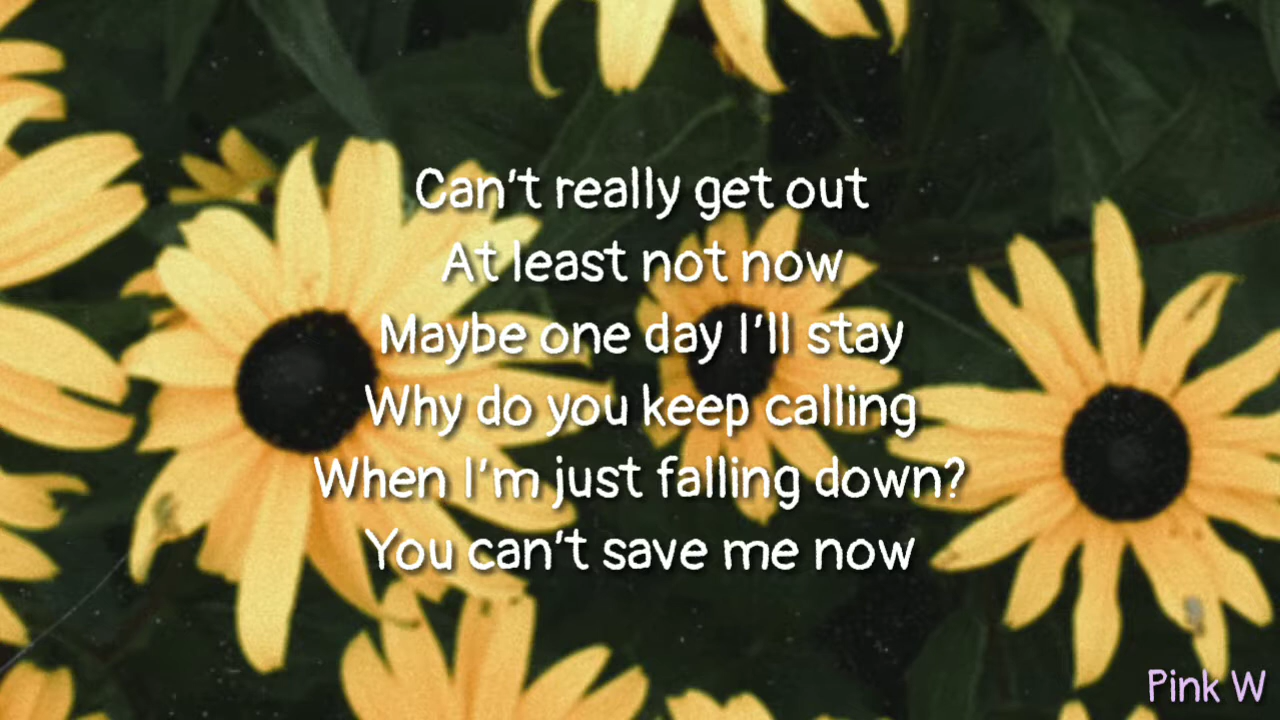 Can't really get out
At least not now
Maybe one day I'll stay
Why do you keep calling
When I'm just falling down?
You can't save me now
Pink W